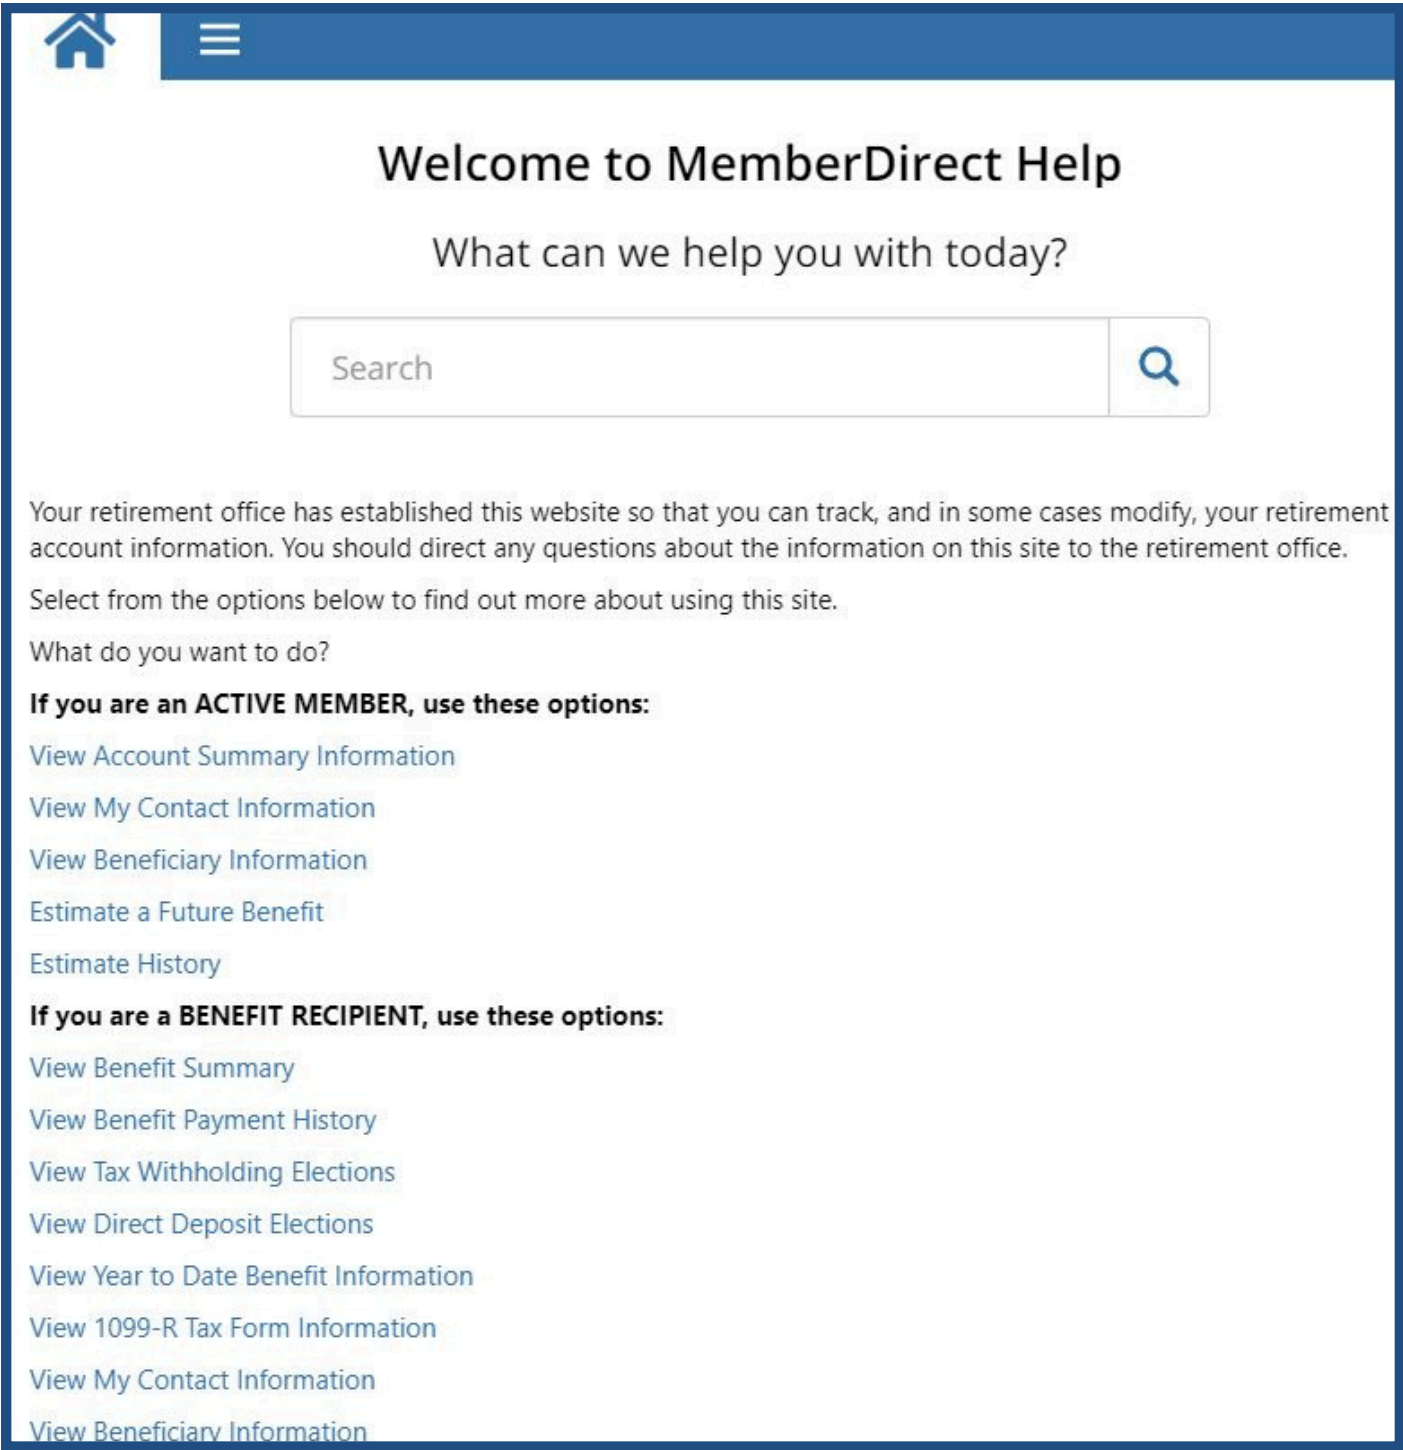 Welcome to MemberDirect Help
What can we help you with today?
Search
Your retirement office has established this website so that you can track, and in some cases modify, your retirement
account information. You should direct any questions about the information on this site to the retirement office.
Select from the options below to find out more about using this site.
What do you want to do?
If you are an ACTIVE MEMBER, use these options:
View Account Summary Information
View My Contact Information
View Beneficiary Information
Estimate a Future Benefit
Estimate History
If you are a BENEFIT RECIPIENT, use these options:
View Benefit Summary
View Benefit Payment History
View Tax Withholding Elections
View Direct Deposit Elections
View Year to Date Benefit Information
View 1099-R Tax Form Information
View My Contact Information
View Beneficiary Information